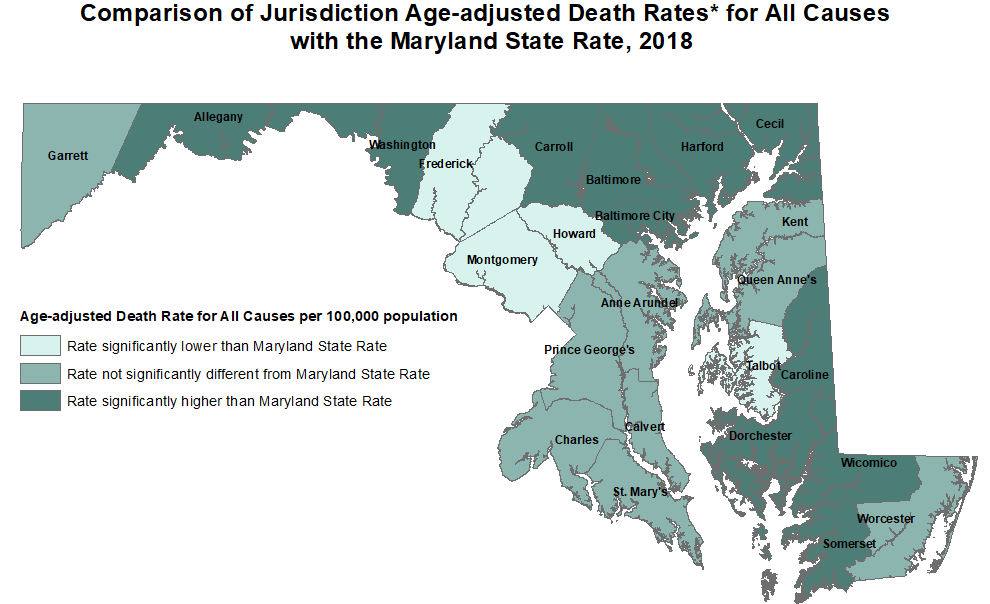 Comparison of Jurisdiction Age-adjusted Death Rates* for All Causes
with the Maryland State Rate, 2018
Allegany
Cecil
Garrett
Washington
Carroll
Harford
Frederick
Baltimore
Baltimore City
Kent
Howard
Montgomery
Queen Anne's
Anne Arundel
Age-adjusted Death Rate for All Causes per 100,000 population
Rate significantly lower than Maryland State Rate
Rate not significantly different from Maryland State Rate
Rate significantly higher than Maryland State Rate
Prince George's
Talbot
Caroline
Calvert
Charles
Dorchester
Wicomico
St. Mary's
Worcester
Somerset